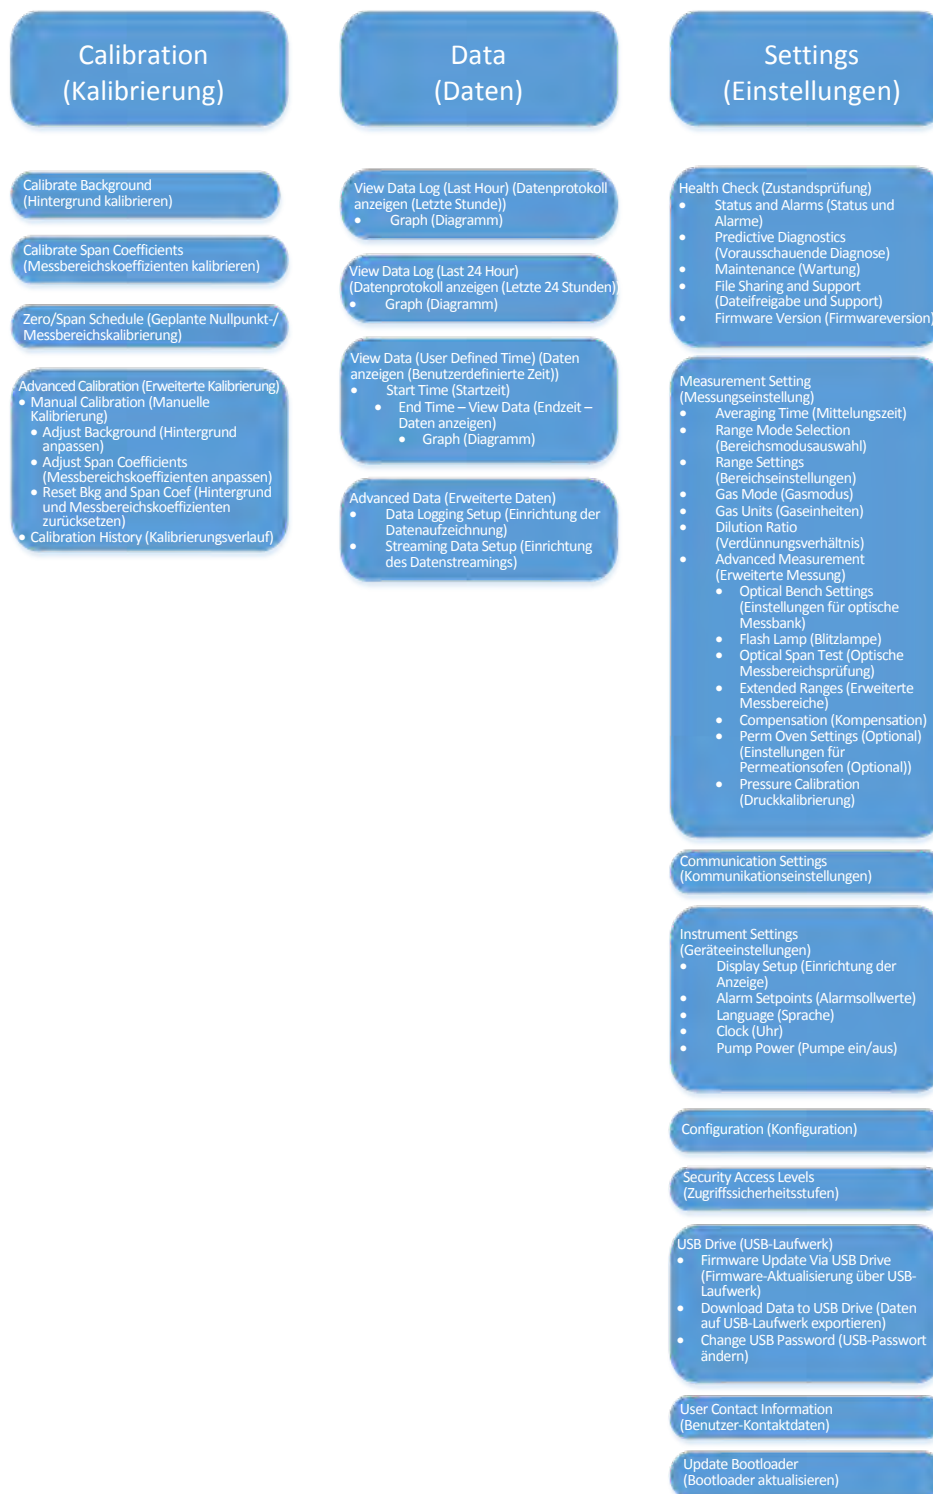 Calibration
(Kalibrierung)
Calibrate Background
(Hintergrund kalibrieren)
Calibrate Span Coefficients
(Messbereichskoeffizienten kalibrieren)
Zero/Span Schedule (Geplante Nullpunkt-/
Messbereichskalibrierung)
Advanced Calibration (Erweiterte Kalibrierung)
• Manual Calibration (Manuelle
Kalibrierung)
• Adjust Background (Hintergrund
anpassen)
• Adjust Span Coefficients
(Messbereichskoeffizienten anpassen)
• Reset Bkg and Span Coef (Hintergrund
und Messbereichskoeffizienten
zurücksetzen)
• Calibration History (Kalibrierungsverlauf)
Data
(Daten)
View Data Log (Last Hour) (Datenprotokoll
anzeigen (Letzte Stunde))
• Graph (Diagramm)
View Data Log (Last 24 Hour)
(Datenprotokoll anzeigen (Letzte 24 Stunden))
• Graph (Diagramm)
View Data (User Defined Time) (Daten
anzeigen (Benutzerdefinierte Zeit))
• Start Time (Startzeit)
• End Time – View Data (Endzeit –
Daten anzeigen)
• Graph (Diagramm)
Advanced Data (Erweiterte Daten)
• Data Logging Setup (Einrichtung der
Datenaufzeichnung)
• Streaming Data Setup (Einrichtung
des Datenstreamings)
Settings
(Einstellungen)
Health Check (Zustandsprüfung)
• Status and Alarms (Status und
Alarme)
• Predictive Diagnostics
(Vorausschauende Diagnose)
• Maintenance (Wartung)
• File Sharing and Support
(Dateifreigabe und Support)
• Firmware Version (Firmwareversion)
Measurement Setting
(Messungseinstellung)
• Averaging Time (Mittelungszeit)
• Range Mode Selection
(Bereichsmodusauswahl)
• Range Settings
(Bereichseinstellungen)
• Gas Mode (Gasmodus)
• Gas Units (Gaseinheiten)
• Dilution Ratio
(Verdünnungsverhältnis)
• Advanced Measurement
(Erweiterte Messung)
• Optical Bench Settings
(Einstellungen für optische
Messbank)
• Flash Lamp (Blitzlampe)
• Optical Span Test (Optische
Messbereichsprüfung)
• Extended Ranges (Erweiterte
Messbereiche)
• Compensation (Kompensation)
• Perm Oven Settings (Optional)
(Einstellungen für
Permeationsofen (Optional))
• Pressure Calibration
(Druckkalibrierung)
Communication Settings
(Kommunikationseinstellungen)
Instrument Settings
(Geräteeinstellungen)
• Display Setup (Einrichtung der
Anzeige)
• Alarm Setpoints (Alarmsollwerte)
• Language (Sprache)
• Clock (Uhr)
• Pump Power (Pumpe ein/aus)
Configuration (Konfiguration)
Security Access Levels
(Zugriffssicherheitsstufen)
USB Drive (USB-Laufwerk)
• Firmware Update Via USB Drive
(Firmware-Aktualisierung über USB-
Laufwerk)
• Download Data to USB Drive (Daten
auf USB-Laufwerk exportieren)
• Change USB Password (USB-Passwort
ändern)
User Contact Information
(Benutzer-Kontaktdaten)
Update Bootloader
(Bootloader aktualisieren)